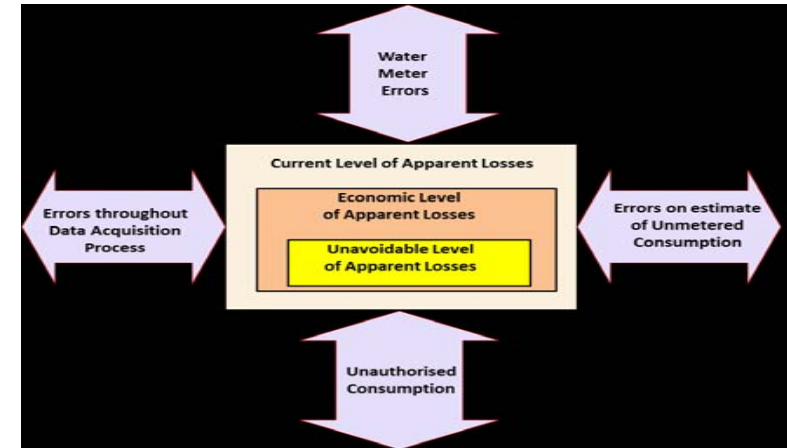 Water
Meter
Errors
Current Level of Apparent Losses
Economic Level
of Apparent Losses
Unavoidable Level
of Apparent Losses
Errors throughout
Data Acquisition
Process
Errors on estimate
of Unmetered
Consumption
Unauthorised
Consumption